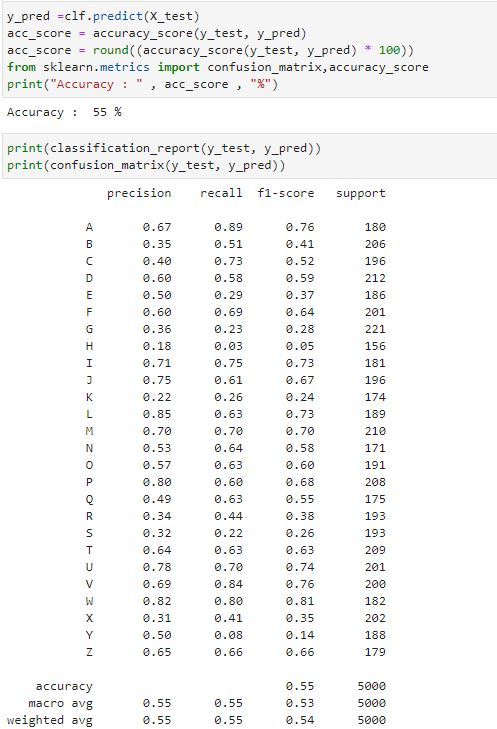 y_pred =clf.predict(X_test)
acc_score = accuracy_score(y_test, y_pred)
acc_score = round((accuracy_score(y_test, y_pred) * 100))
from sklearn.metrics import confusion_matrix,accuracy_score
print("Accuracy : " , acc_score , "%")
Accuracy :  55 %
print(classification_report(y_test, y_pred))
print(confusion_matrix(y_test, y_pred))
precision recall f1-score support
A 0.67 0.89 0.76 180
B 0.35 0.51 0.41 206
C 0.40 0.73 0.52 196
D 0.60 0.58 0.59 212
E 0.50 0.29 0.37 186
F 0.60 0.69 0.64 201
G 0.36 0.23 0.28 221
H 0.18 0.03 0.05 156
I 0.71 0.75 0.73 181
J 0.75 0.61 0.67 196
K 0.22 0.26 0.24 174
L 0.85 0.63 0.73 189
M 0.70 0.70 0.70 210
N 0.53 0.64 0.58 171
O 0.57 0.63 0.60 191
P 0.80 0.60 0.68 208
Q 0.49 0.63 0.55 175
R 0.34 0.44 0.38 193
S 0.32 0.22 0.26 193
T 0.64 0.63 0.63 209
U 0.78 0.70 0.74 201
V 0.69 0.84 0.76 200
W 0.82 0.80 0.81 182
X 0.31 0.41 0.35 202
Y 0.50 0.08 0.14 188
Z 0.65 0.66 0.66 179
accuracy 0.55 5000
macro avg 0.55 0.55 0.53 5000
weighted avg 0.55 0.55 0.54 5000